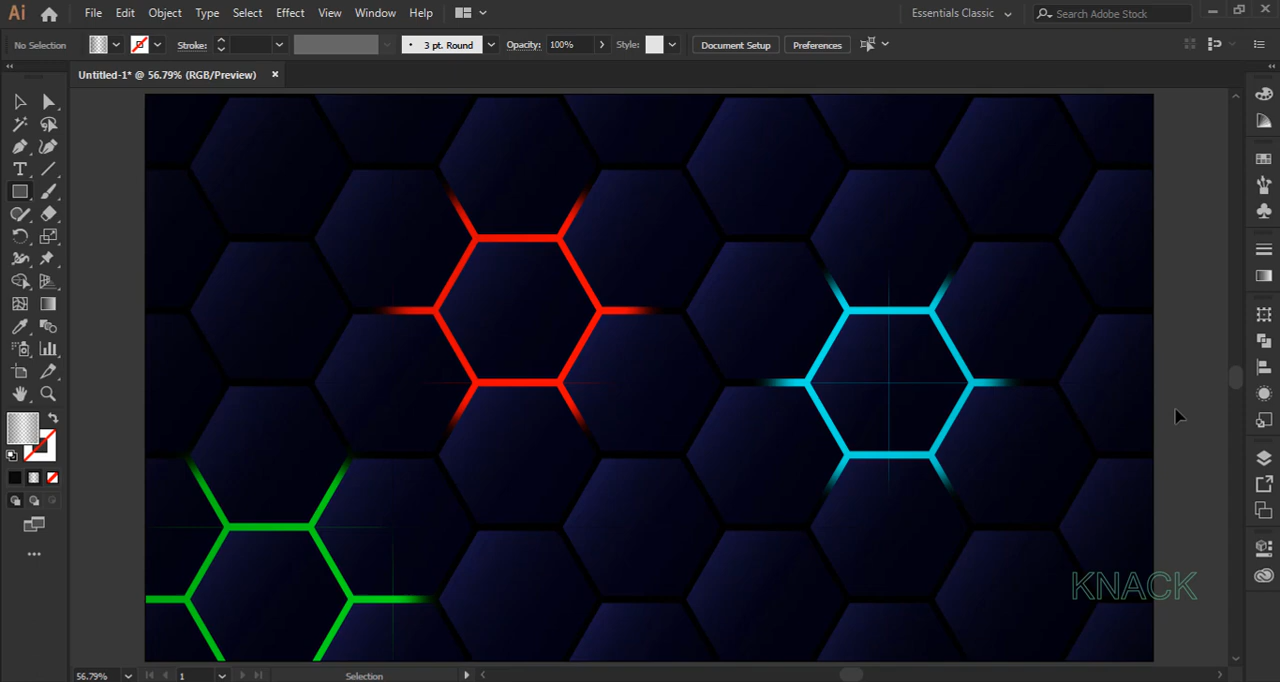 Ai File Edit Object Type Select Effect View Window Help Essentials Classic Search Adobe Stock
No Selection Stroke: 3 pt. Round Opacity: 100% Style: Document Setup Preferences
Untitled-1* @ 56.79% (RGB/Preview)
T
KNACK
56.79% 1 Selection